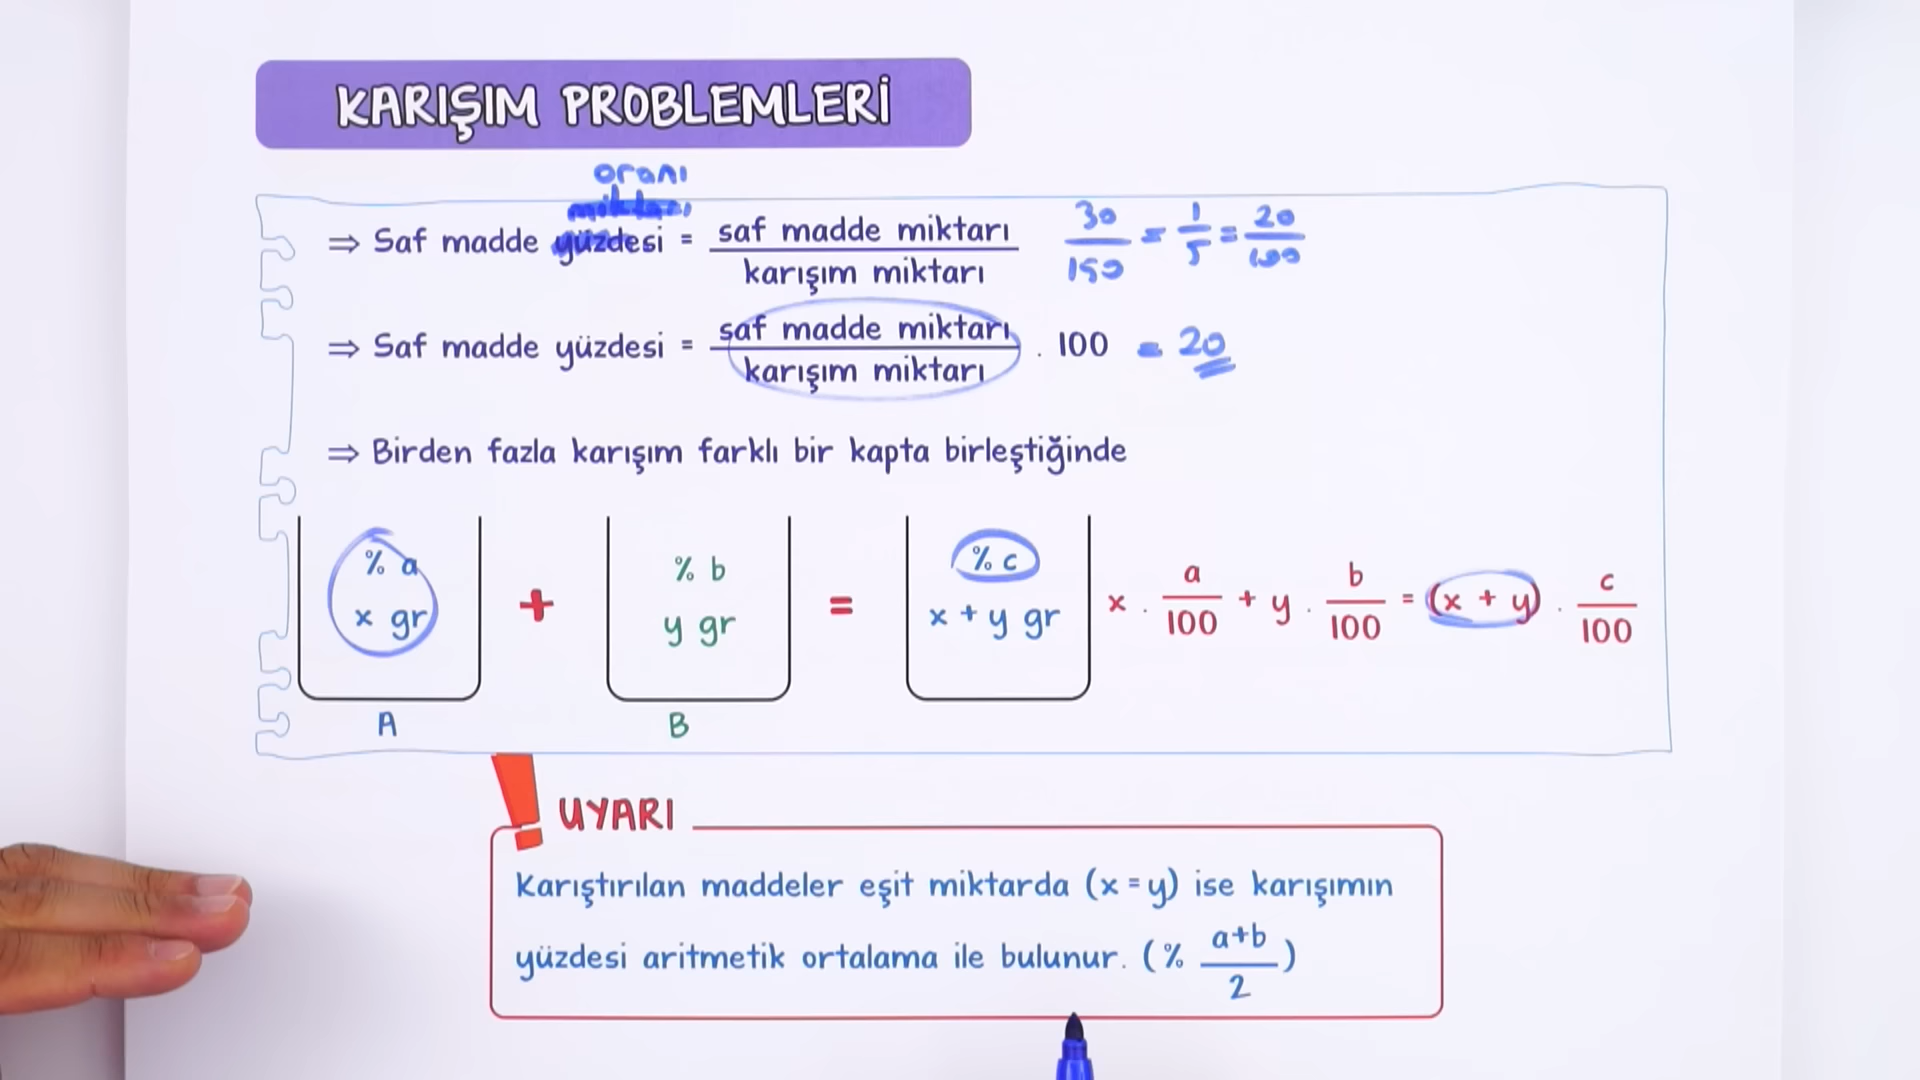 KARIŞIM PROBLEMLERİ
oranı
⇒ Saf madde yüzdesi = saf madde miktarı / karışım miktarı 30/150 = 1/5 = 20/100
⇒ Saf madde yüzdesi = saf madde miktarı / karışım miktarı . 100 = 20
⇒ Birden fazla karışım farklı bir kapta birleştiğinde
% a x gr + % b y gr = % c x + y gr x . a/100 + y . b/100 = (x + y) . c/100
A B
! UYARI
Karıştırılan maddeler eşit miktarda (x = y) ise karışımın
yüzdesi aritmetik ortalama ile bulunur. (% a+b/2)